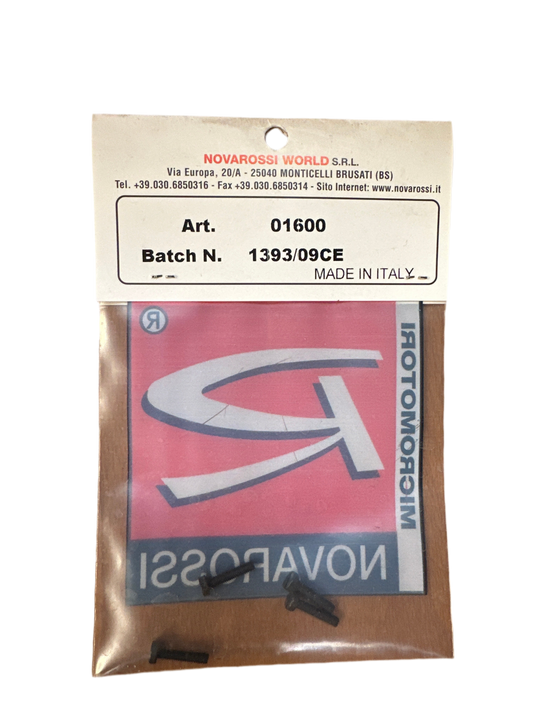 NOVAROSSI WORLD S.R.L.
Via Europa, 20/A - 25040 MONTICELLI BRUSATI (BS)
Tel. +39.030.6850316 - Fax +39.030.6850314 - Sito Internet: www.novarossi.it
Art. 01600
Batch N. 1393/09CE
MADE IN ITALY
®
MICROMOTORI
NOVAROSSI